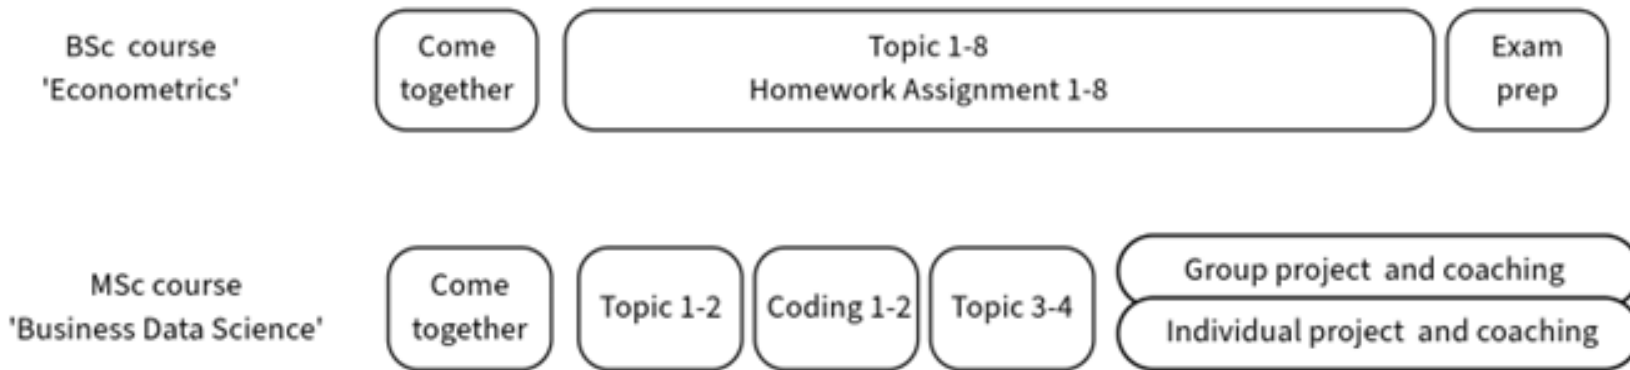 BSc course
'Econometrics'
Come
together
Topic 1-8
Homework Assignment 1-8
Exam
prep
MSc course
'Business Data Science'
Come
together
Topic 1-2
Coding 1-2
Topic 3-4
Group project and coaching
Individual project and coaching